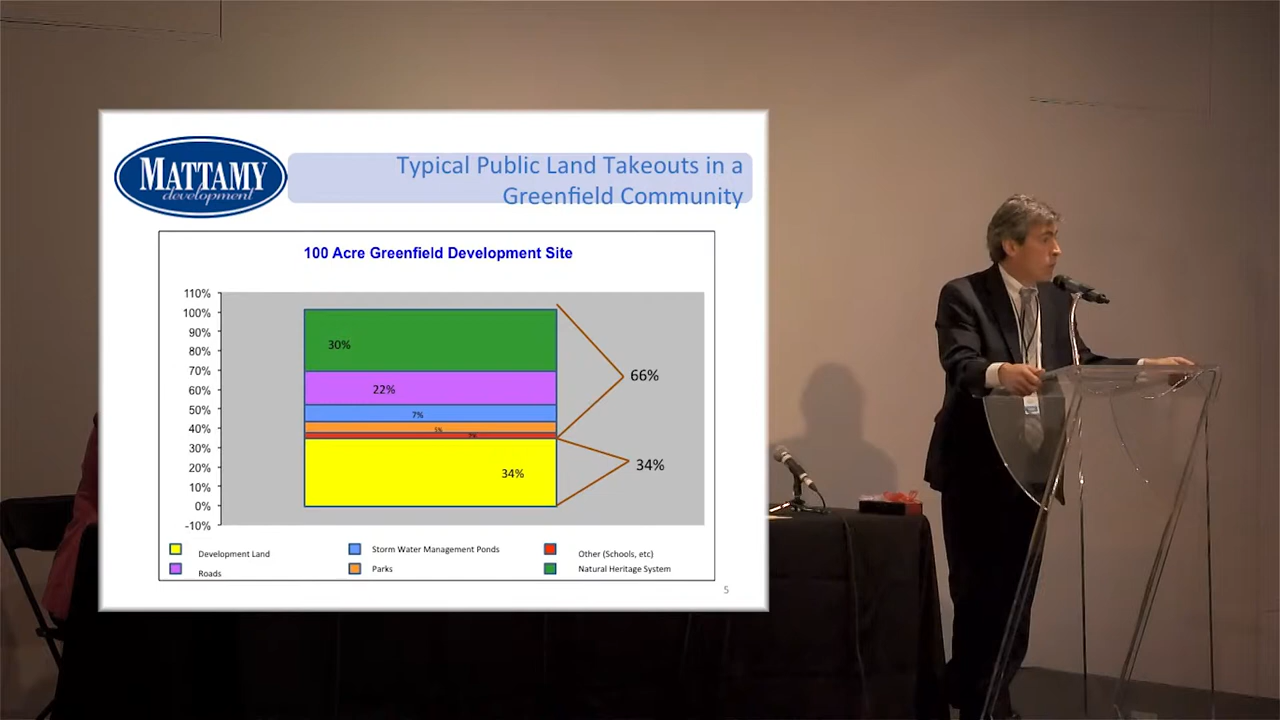 MATTAMY
development
Typical Public Land Takeouts in a
Greenfield Community
100 Acre Greenfield Development Site
110%
100%
90%
80%
70%
60%
50%
40%
30%
20%
10%
0%
-10%
30%
22%
7%
5%
34%
66%
34%
Development Land
Storm Water Management Ponds
Other (Schools, etc)
Roads
Parks
Natural Heritage System
5